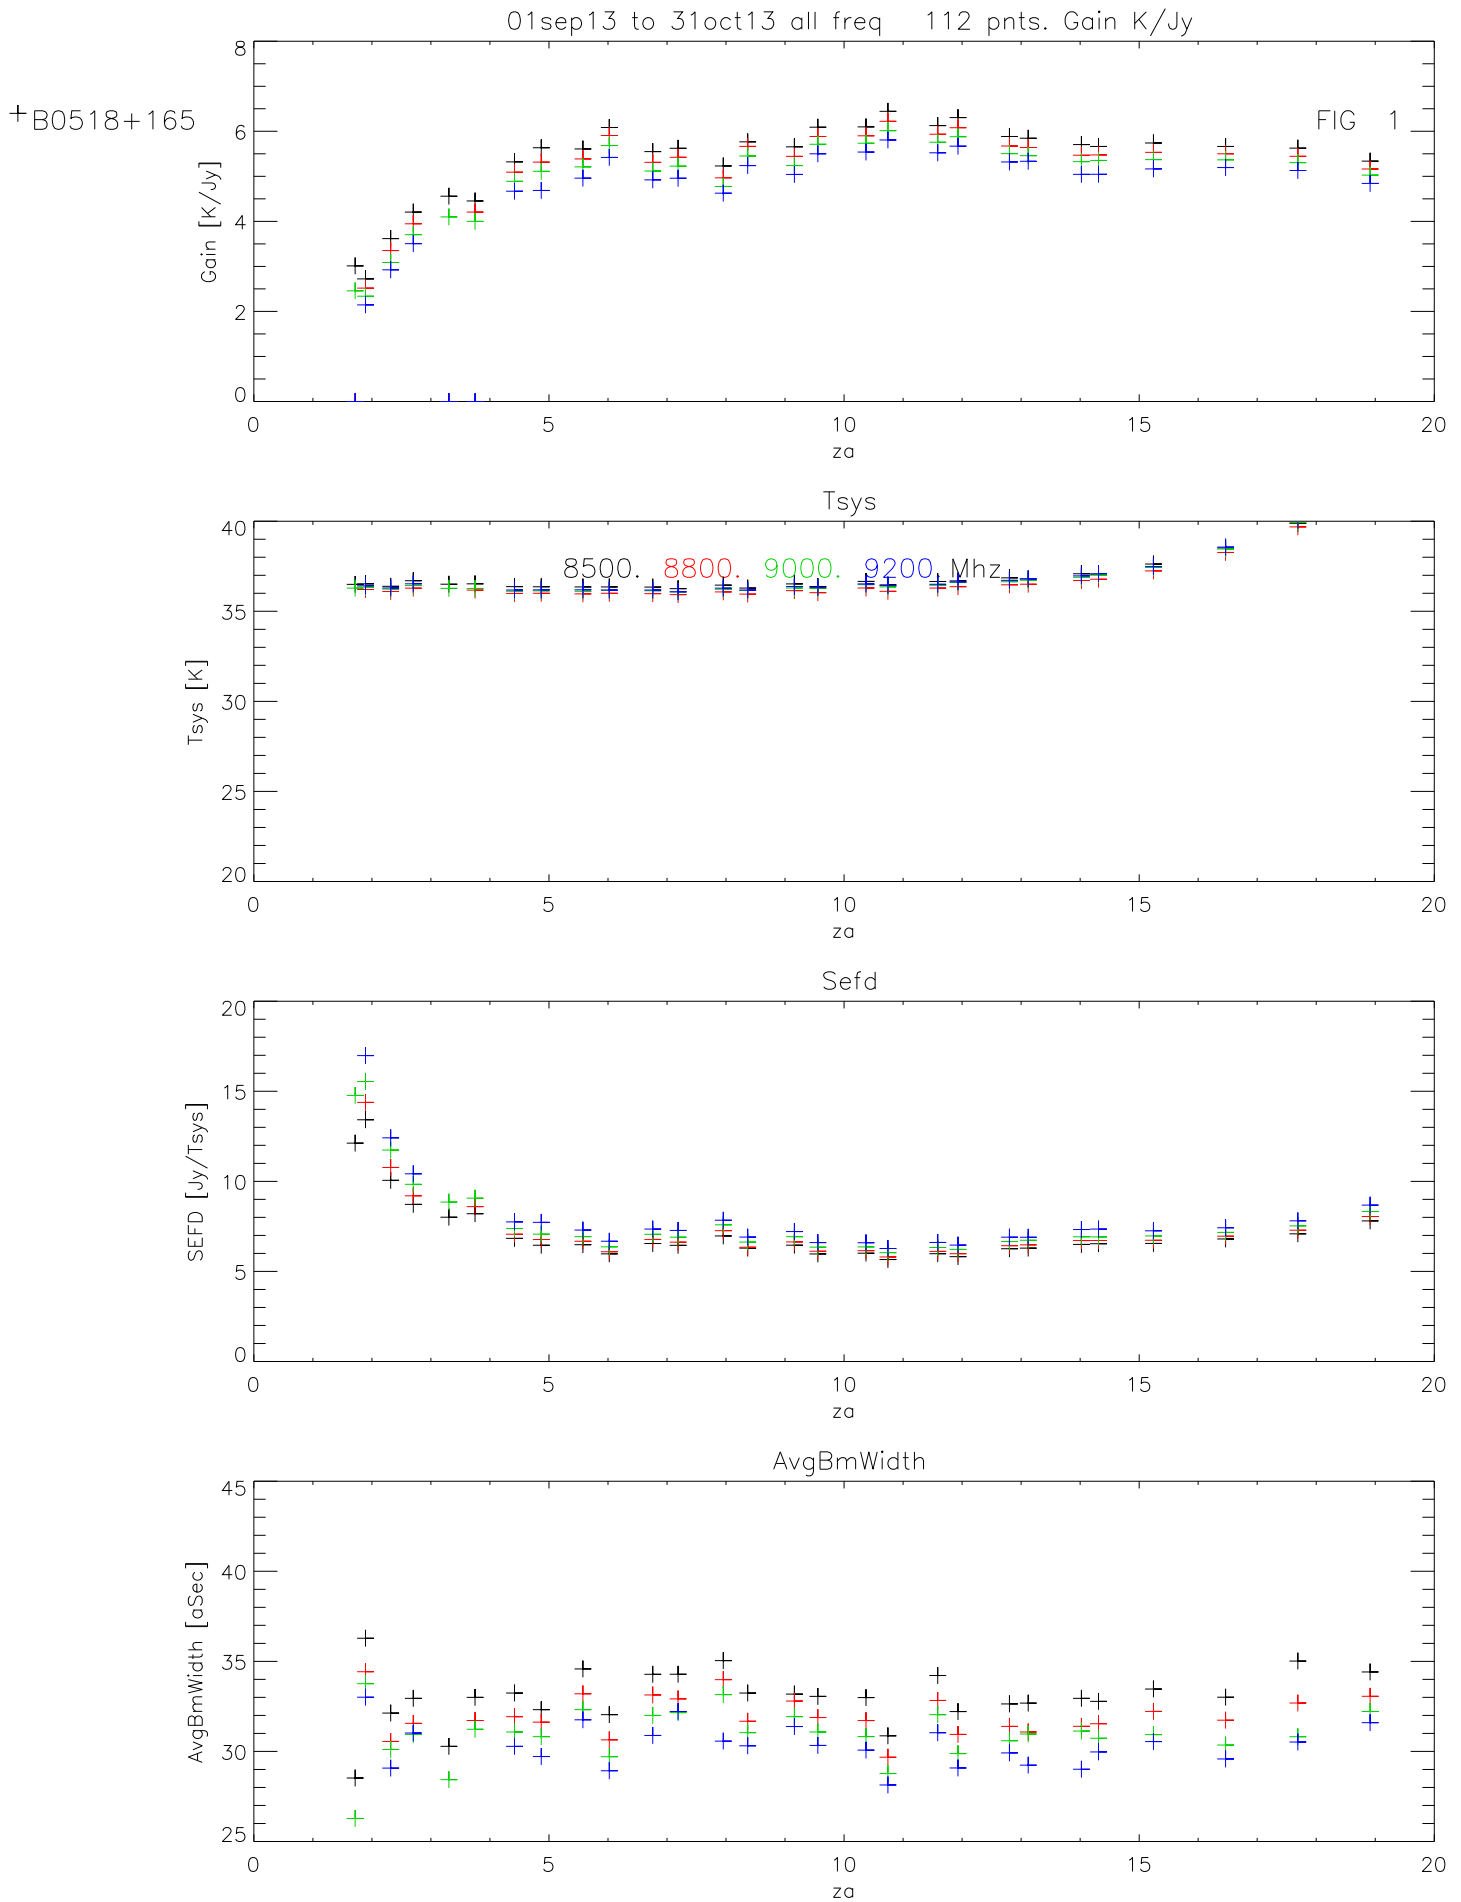 01sep13 to 31oct13 all freq 112 pnts. Gain K/Jy
+B0518+165
FIG 1
Gain [K/Jy]
8
6
4
2
0
0 5 10 15 20
za
Tsys
8500. 8800. 9000. 9200. Mhz
Tsys [K]
40
35
30
25
20
0 5 10 15 20
za
Sefd
SEFD [Jy/Tsys]
20
15
10
5
0
0 5 10 15 20
za
AvgBmWidth
AvgBmWidth [aSec]
45
40
35
30
25
0 5 10 15 20
za